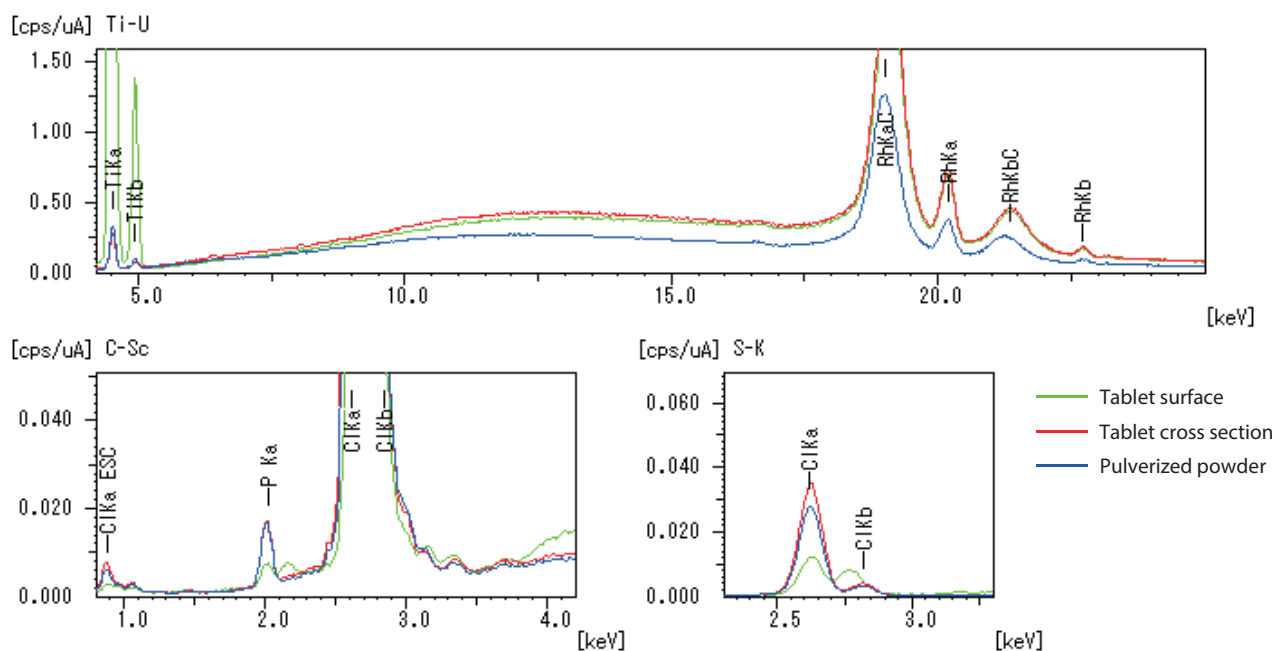 [cps/uA] Ti-U
1.50
1.00
0.50
0.00
TiKa
TiKb
RhKaC
RhKa
RhKbC
RhKb
5.0 10.0 15.0 20.0
[keV]
[cps/uA] C-Sc
0.040
0.020
0.000
ClKa ESC
P Ka
ClKa
ClKb
1.0 2.0 3.0 4.0
[keV]
[cps/uA] S-K
0.060
0.040
0.020
0.000
ClKa
ClKb
2.5 3.0
[keV]
Tablet surface
Tablet cross section
Pulverized powder